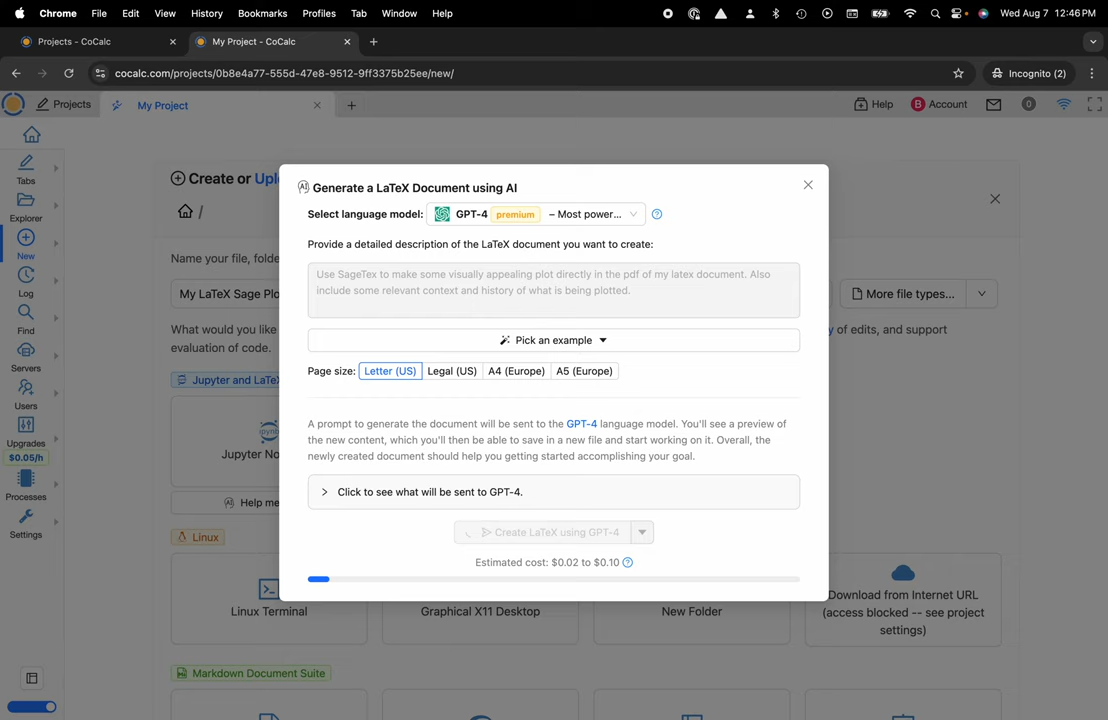 Chrome File Edit View History Bookmarks Profiles Tab Window Help Wed Aug 7 12:46 PM
Projects - CoCalc
My Project - CoCalc
cocalc.com/projects/0b8e4a77-555d-47e8-9512-9ff3375b25ee/new/
Incognito (2)
Projects
My Project
Help
B Account
0
Tabs
Explorer
New
Log
Find
Servers
Users
Upgrades
$0.05/h
Processes
Settings
Create or Upl
/
Name your file, folde
My LaTeX Sage Plo
More file types...
What would you like
y of edits, and support
evaluation of code.
Jupyter and LaTeX
Jupyter No
Help me
Linux
Linux Terminal
Graphical X11 Desktop
New Folder
Download from Internet URL
(access blocked -- see project
settings)
Markdown Document Suite
AI Generate a LaTeX Document using AI
Select language model: GPT-4 premium – Most power...
Provide a detailed description of the LaTeX document you want to create:
Use SageTex to make some visually appealing plot directly in the pdf of my latex document. Also
include some relevant context and history of what is being plotted.
Pick an example
Page size: Letter (US) Legal (US) A4 (Europe) A5 (Europe)
A prompt to generate the document will be sent to the GPT-4 language model. You'll see a preview of
the new content, which you'll then be able to save in a new file and start working on it. Overall, the
newly created document should help you getting started accomplishing your goal.
Click to see what will be sent to GPT-4.
Create LaTeX using GPT-4
Estimated cost: $0.02 to $0.10